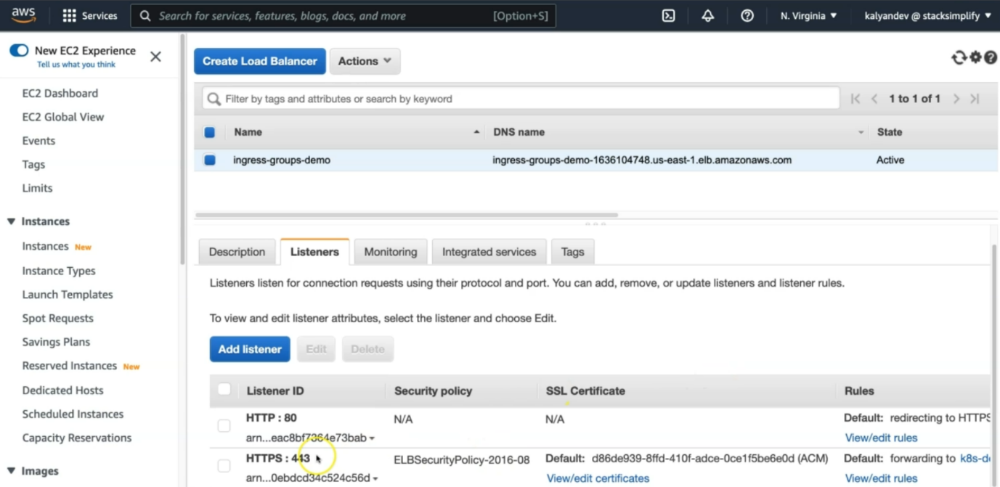 aws
Services
Search for services, features, blogs, docs, and more [Option+S]
N. Virginia ▼
kalyandev @ stacksimplify ▼
New EC2 Experience
Tell us what you think
EC2 Dashboard
EC2 Global View
Events
Tags
Limits
Instances
Instances New
Instance Types
Launch Templates
Spot Requests
Savings Plans
Reserved Instances New
Dedicated Hosts
Scheduled Instances
Capacity Reservations
Images
Create Load Balancer
Actions
Filter by tags and attributes or search by keyword
1 to 1 of 1
Name DNS name State
ingress-groups-demo ingress-groups-demo-1636104748.us-east-1.elb.amazonaws.com Active
Description Listeners Monitoring Integrated services Tags
Listeners listen for connection requests using their protocol and port. You can add, remove, or update listeners and listener rules.
To view and edit listener attributes, select the listener and choose Edit.
Add listener Edit Delete
Listener ID Security policy SSL Certificate Rules
HTTP : 80 N/A N/A Default: redirecting to HTTPS
arn...eac8bf7364e73bab View/edit rules
HTTPS : 443 ELBSecurityPolicy-2016-08 Default: d86de939-8ffd-410f-adce-0ce1f5be6e0d (ACM) Default: forwarding to k8s-de
arn...0ebdcd34c524c56d View/edit certificates View/edit rules